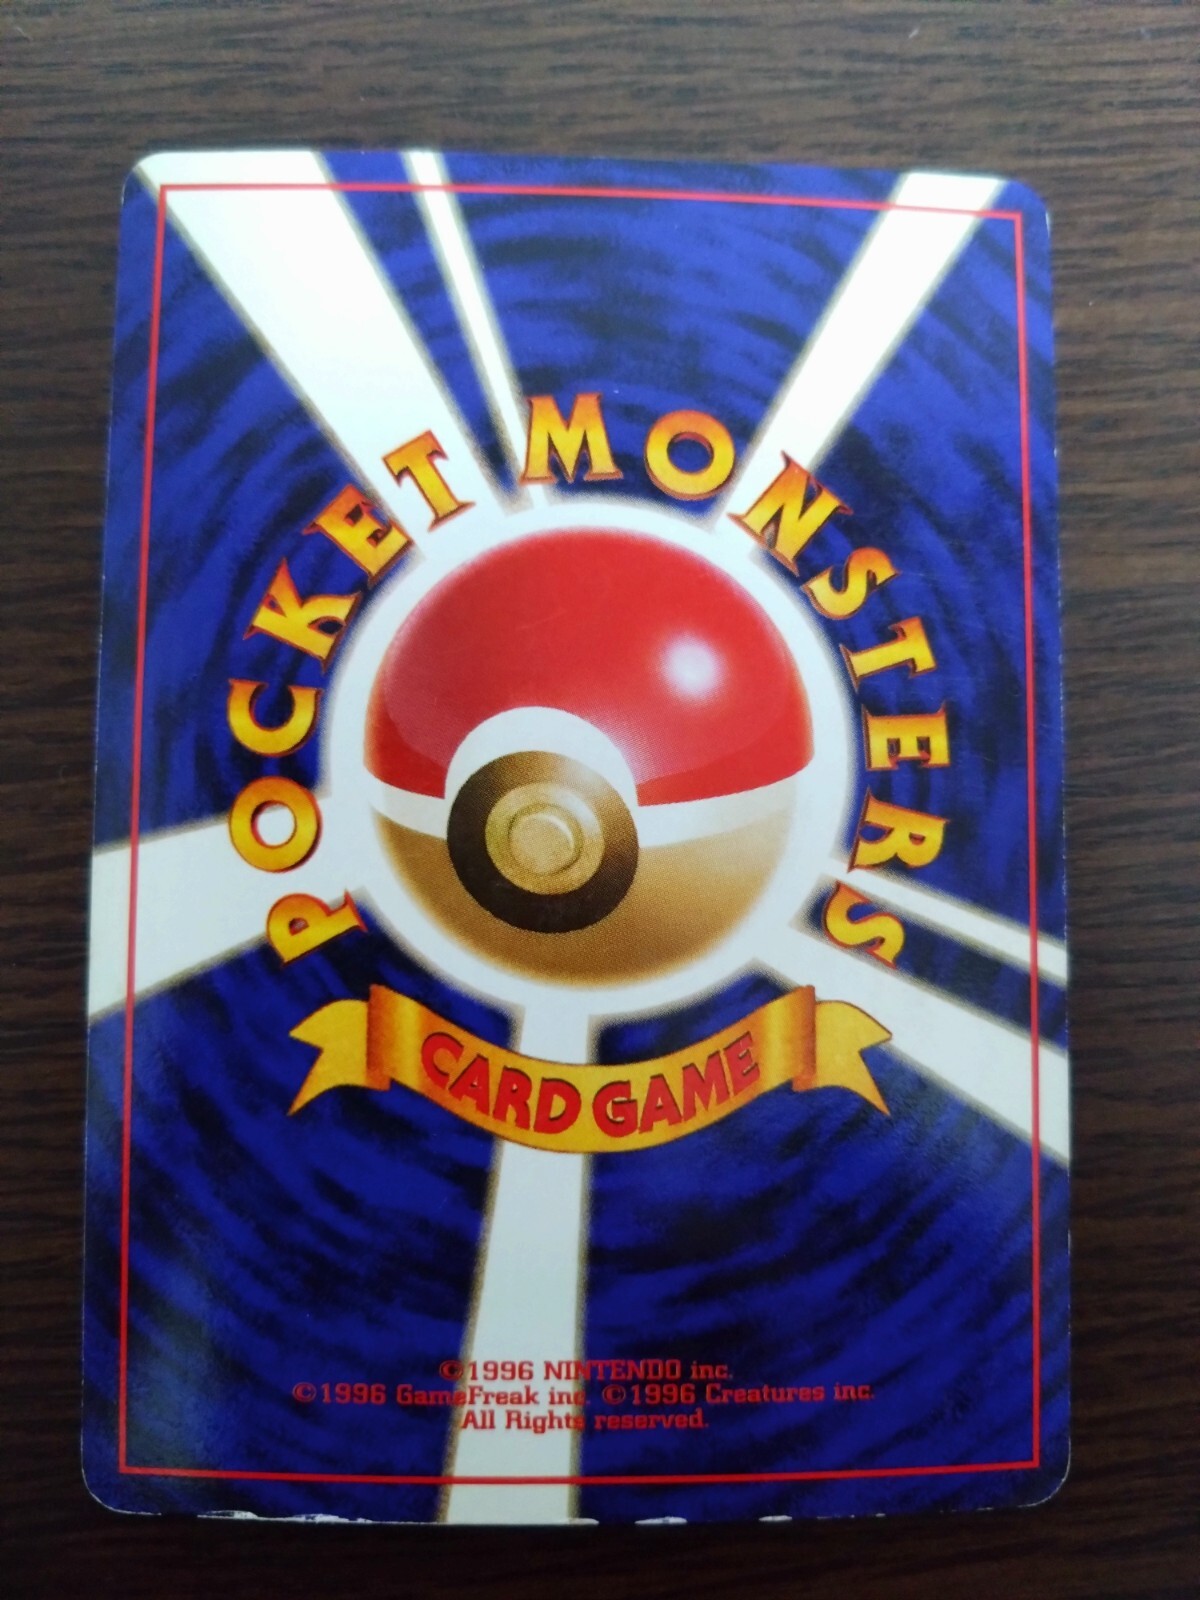 POCKET MONSTERS
CARD GAME
©1996 NINTENDO inc.
©1996 GameFreak inc. ©1996 Creatures inc.
All Rights reserved.